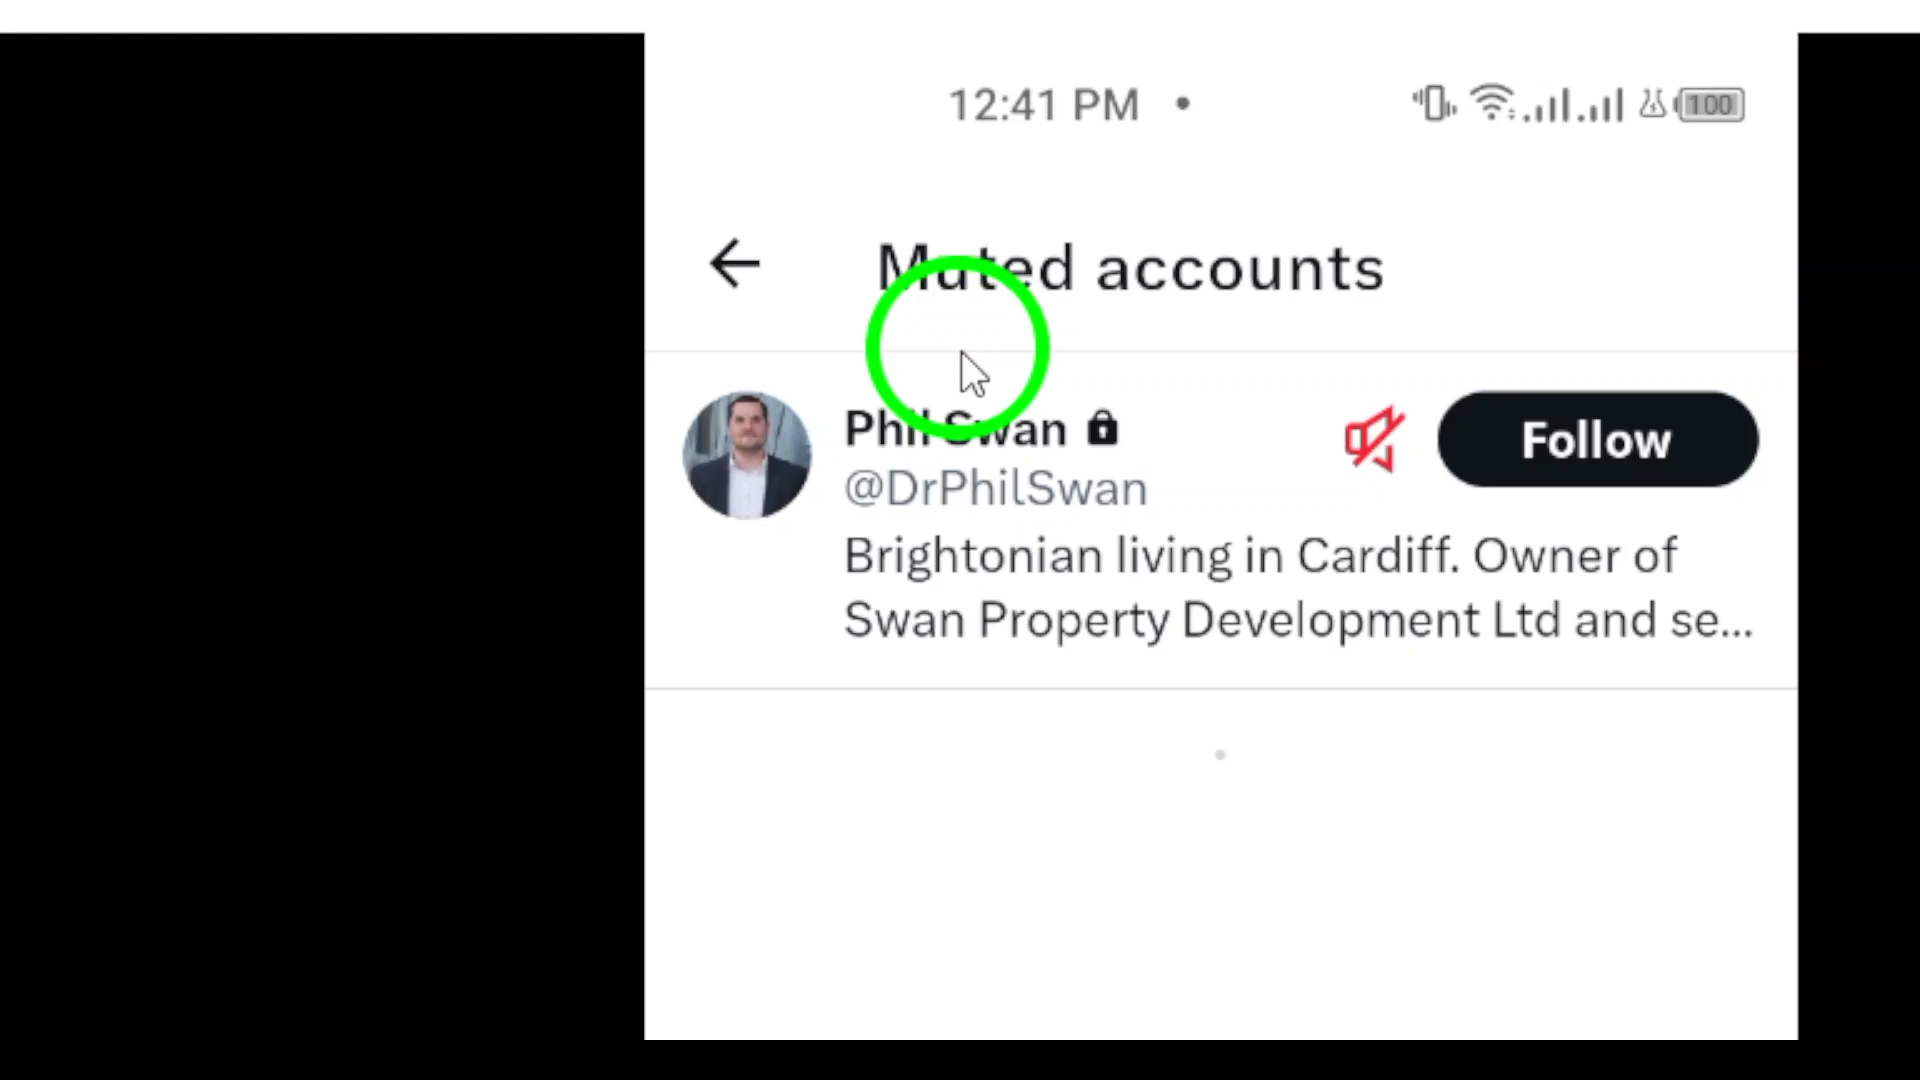 12:41 PM
100
Muted accounts
Phil Swan
Follow
@DrPhilSwan
Brightonian living in Cardiff. Owner of
Swan Property Development Ltd and se...